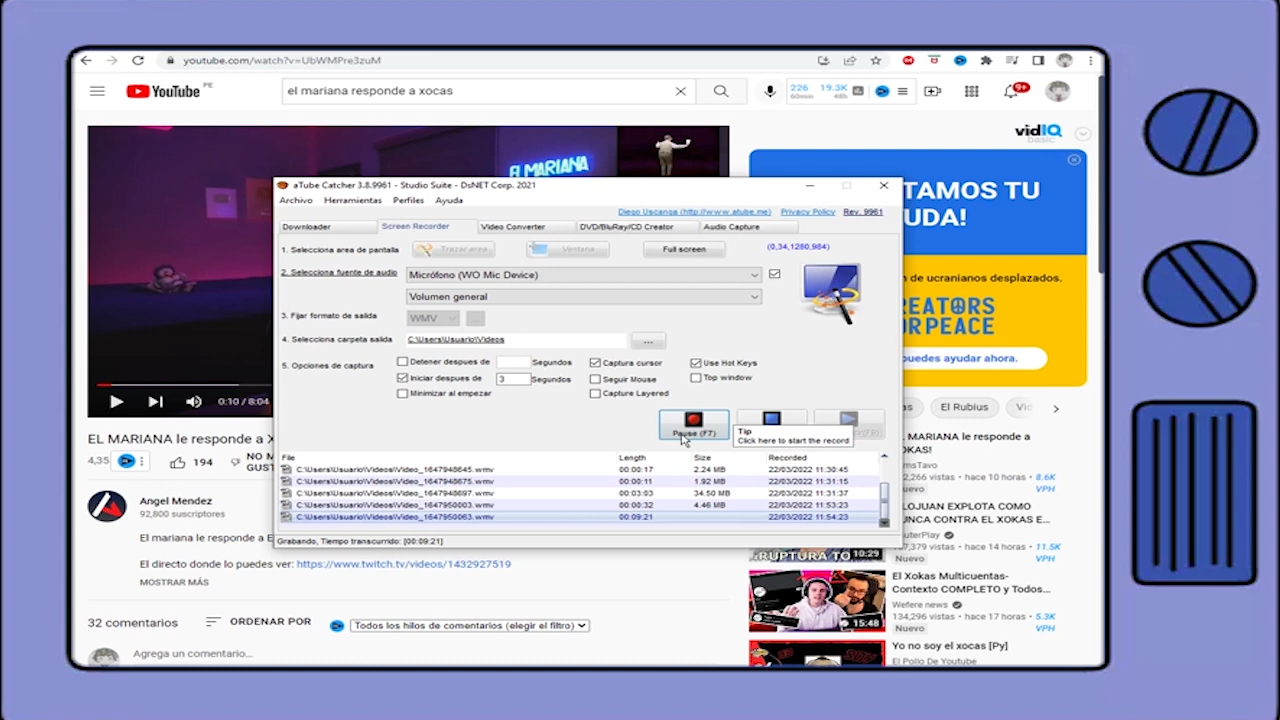 youtube.com/watch?v=UbWMPre3zuM
YouTube PE
el mariana responde a xocas
226 19.3K
60min 48h
9+
vidIQ
basic
EL MARIANA
TAMOS TU
UDA!
n de ucranianos desplazados.
CREATORS
FOR PEACE
puedes ayudar ahora.
aTube Catcher 3.8.9961 - Studio Suite - DsNET Corp. 2021
Archivo Herramientas Perfiles Ayuda
Diego Uscanga (http://www.atube.me) Privacy Policy Rev. 9961
Downloader Screen Recorder Video Converter DVD/BluRay/CD Creator Audio Capture
1. Selecciona area de pantalla Trazar area Ventana Full screen (0,34,1280,984)
2. Selecciona fuente de audio Micrófono (WO Mic Device)
Volumen general
3. Fijar formato de salida WMV ...
4. Selecciona carpeta salida C:\Users\Usuario\Videos ...
5. Opciones de captura
Detener despues de Segundos
Iniciar despues de 3 Segundos
Minimizar al empezar
Captura cursor
Seguir Mouse
Capture Layered
Use Hot Keys
Top window
Pause (F7)
Tip
Click here to start the record
File Length Size Recorded
C:\Users\Usuario\Videos\Video_1647948645.wmv 00:00:17 2.24 MB 22/03/2022 11:30:45
C:\Users\Usuario\Videos\Video_1647948675.wmv 00:00:11 1.92 MB 22/03/2022 11:31:15
C:\Users\Usuario\Videos\Video_1647948697.wmv 00:03:03 34.50 MB 22/03/2022 11:31:37
C:\Users\Usuario\Videos\Video_1647950003.wmv 00:00:32 4.46 MB 22/03/2022 11:53:23
C:\Users\Usuario\Videos\Video_1647950063.wmv 00:09:21 22/03/2022 11:54:23
Grabando, Tiempo transcurrido: [00:09:21]
0:10 / 8:04
EL MARIANA le responde a X
4,35 194 NO M
GUST
Angel Mendez
92,800 suscriptores
El mariana le responde a E
El directo donde lo puedes ver: https://www.twitch.tv/videos/1432927519
MOSTRAR MÁS
32 comentarios ORDENAR POR Todos los hilos de comentarios (elegir el filtro)
Agrega un comentario...
as El Rubius Vi
MARIANA le responde a
XOCAS!
msTavo
,266 vistas • hace 10 horas • 8.6K
Nuevo VPH
LOJUAN EXPLOTA COMO
UNCA CONTRA EL XOKAS E...
uterPlay
7,379 vistas • hace 14 horas • 11.5K
Nuevo VPH
RUPTURA TO 10:29
El Xokas Multicuentas-
Contexto COMPLETO y Todos...
Wefere news
134,296 vistas • hace 17 horas • 5.3K
Nuevo VPH
15:48
Yo no soy el xocas [Py]
El Pollo De Youtube